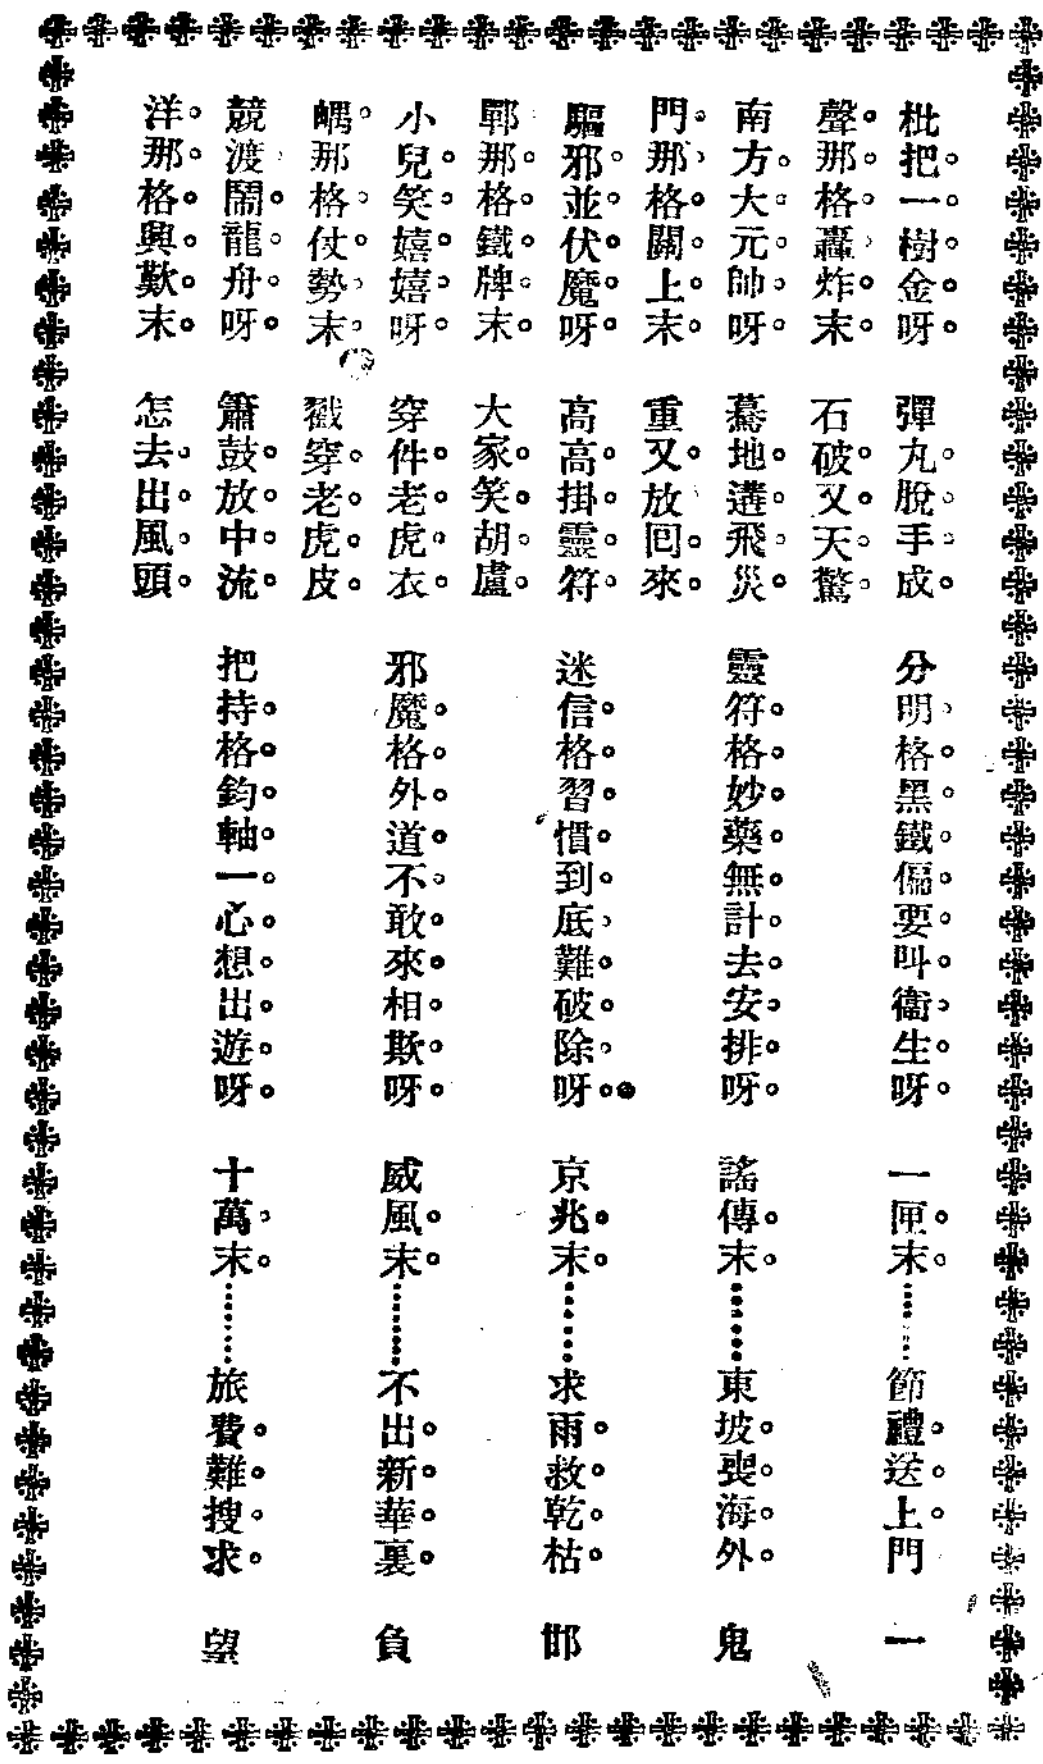 枇把一樹金呀。彈丸脫手成。分明格黑鐵偏要叫衞生呀。一匣末……節禮送上門。一
聲那格轟炸末。石破又天驚。
南方大元帥呀。驀地遘飛災。靈符格妙藥無計去安排呀。謠傳末……東坡喪海外。鬼
門那格關上末。重又放囘來。
驅邪並伏魔呀。高高掛靈符。迷信格習慣到底難破除呀。京兆末……求雨救乾枯。邯
鄲那格鐵牌末。大家笑胡盧。
小兒笑嬉嬉呀。穿件老虎衣。邪魔格外道不敢來相欺呀。威風末……不出新華裏。負
嵎那格仗勢末。戳穿老虎皮。
競渡鬧龍舟呀。簫鼓放中流。把持格鈞軸一心想出遊呀。十萬末……旅費難搜求。望
洋那格興歎末。怎去出風頭。